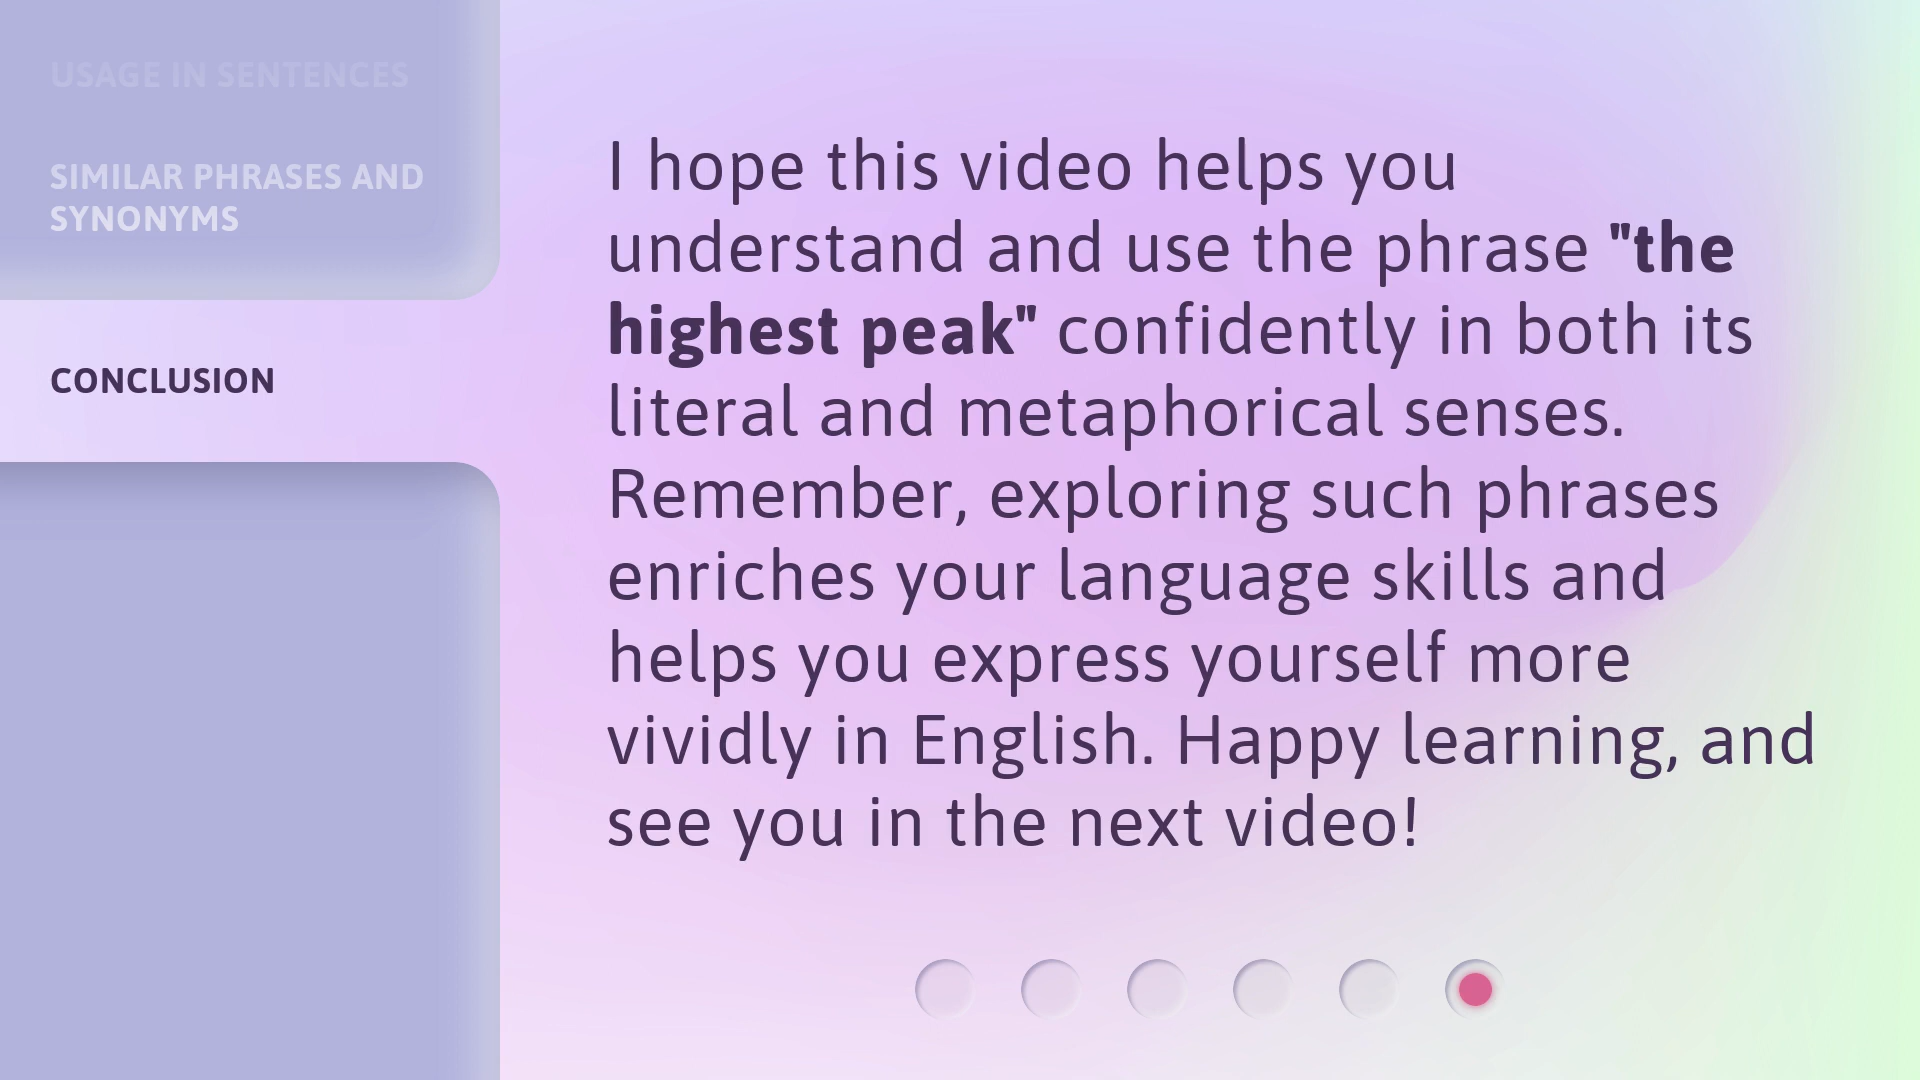 USAGE IN SENTENCES
SIMILAR PHRASES AND
SYNONYMS
CONCLUSION
I hope this video helps you
understand and use the phrase "the
highest peak" confidently in both its
literal and metaphorical senses.
Remember, exploring such phrases
enriches your language skills and
helps you express yourself more
vividly in English. Happy learning, and
see you in the next video!